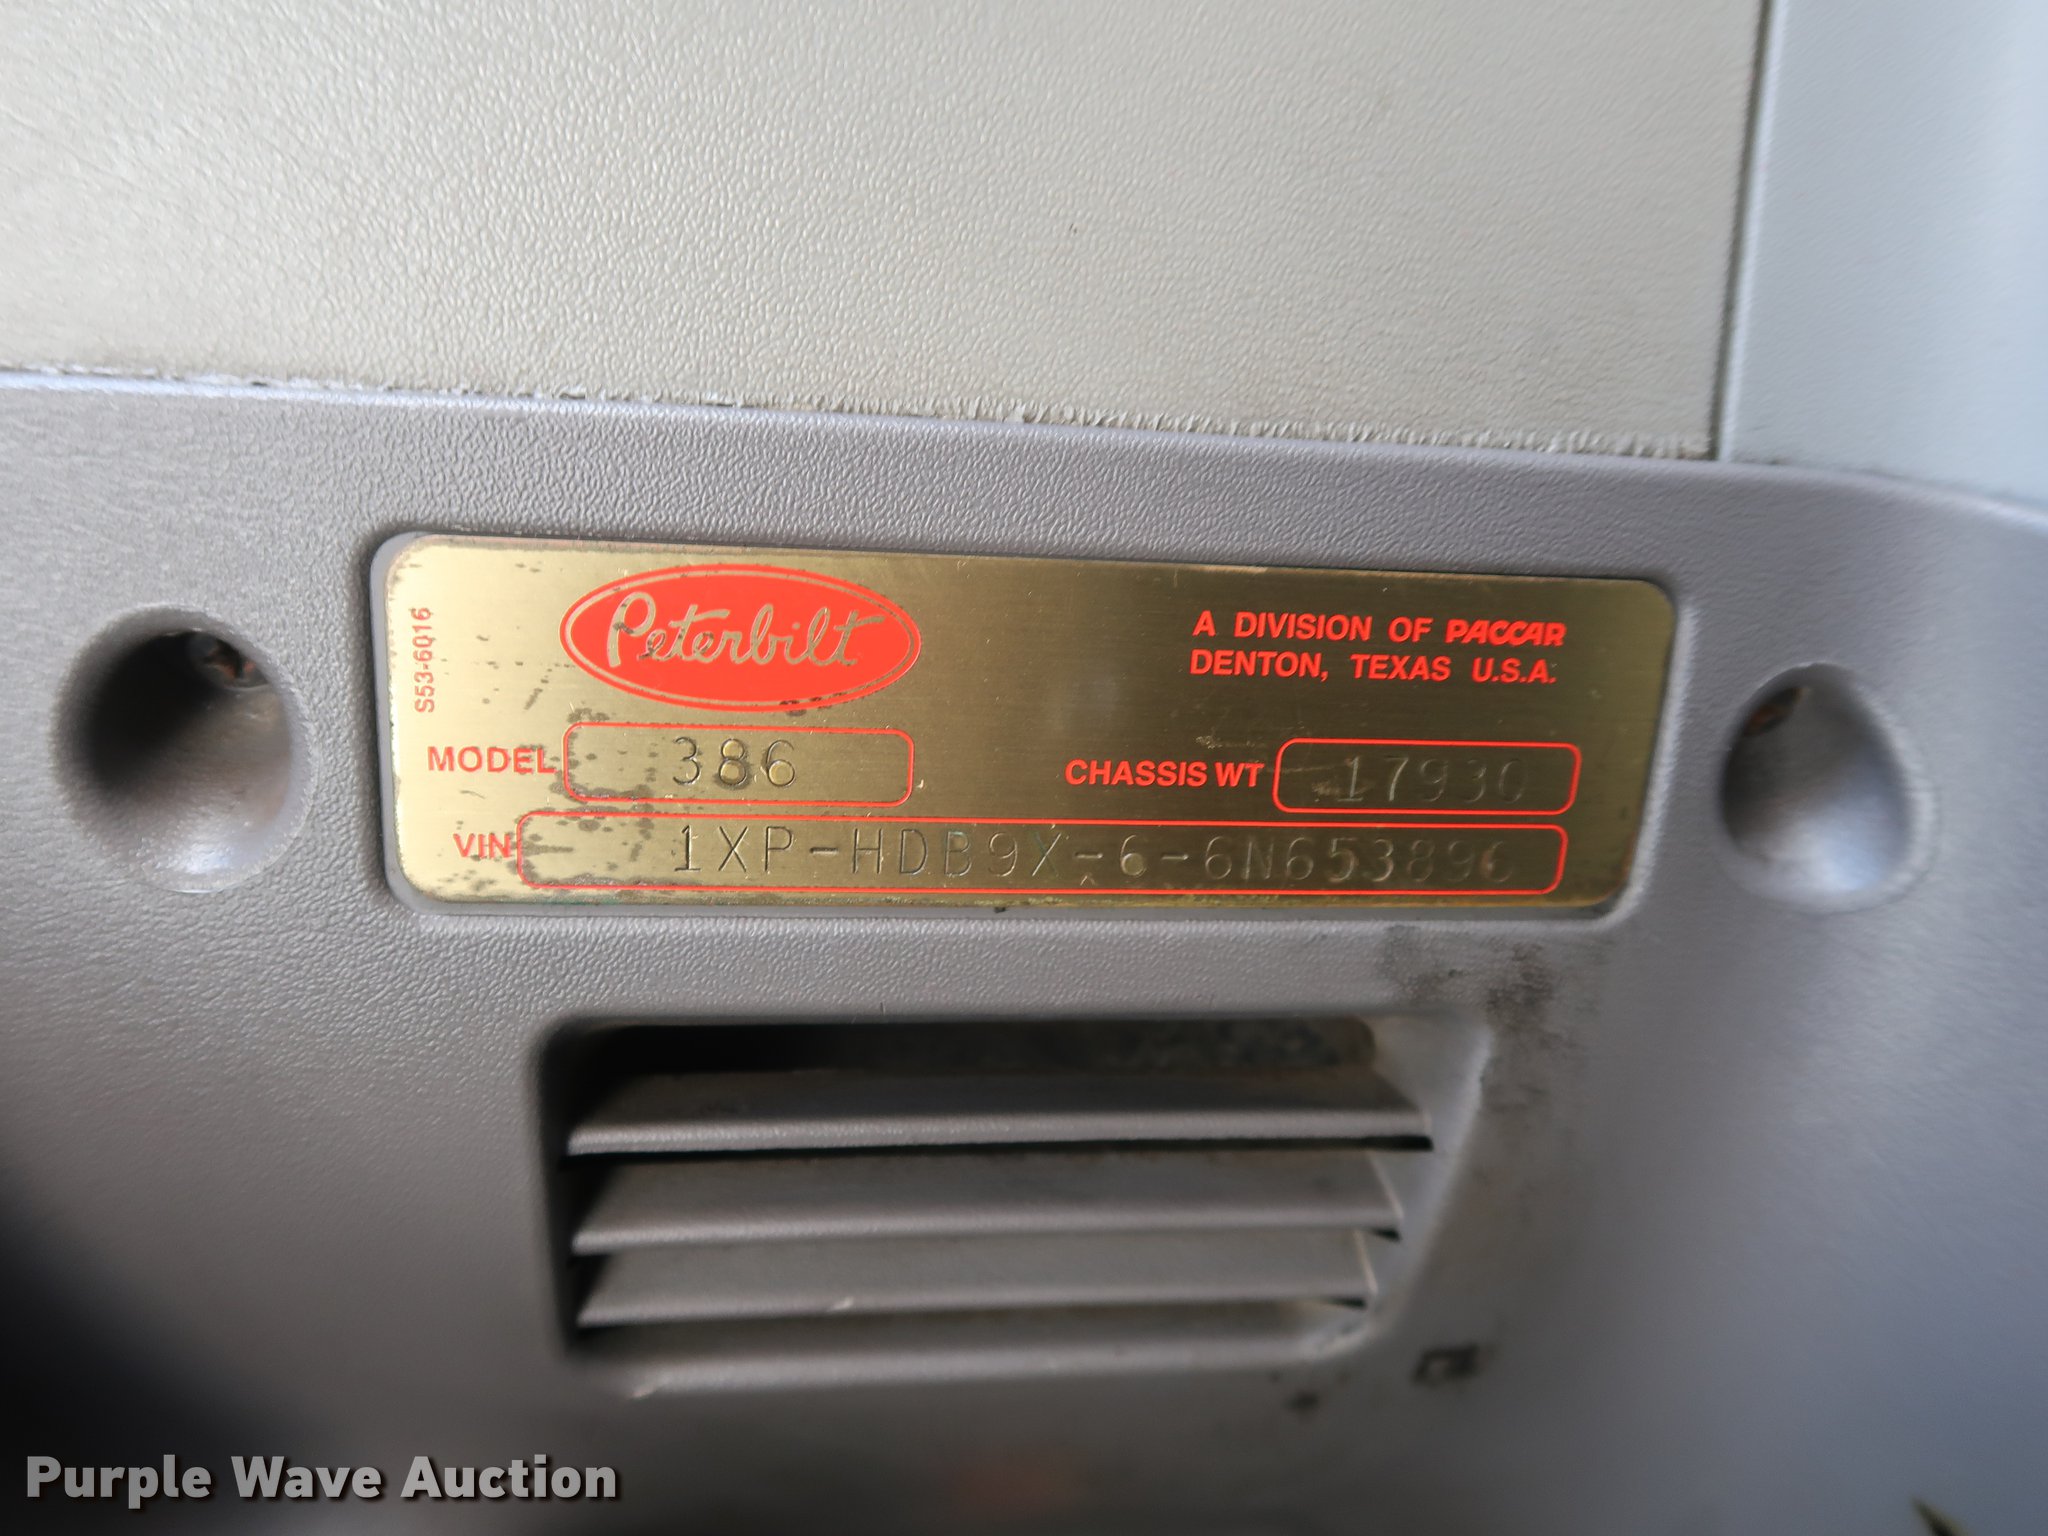 S53-6016
Peterbilt
A DIVISION OF PACCAR
DENTON, TEXAS U.S.A.
MODEL 386
CHASSIS WT 17930
VIN 1XP-HDB9X-6-6N653896
Purple Wave Auction